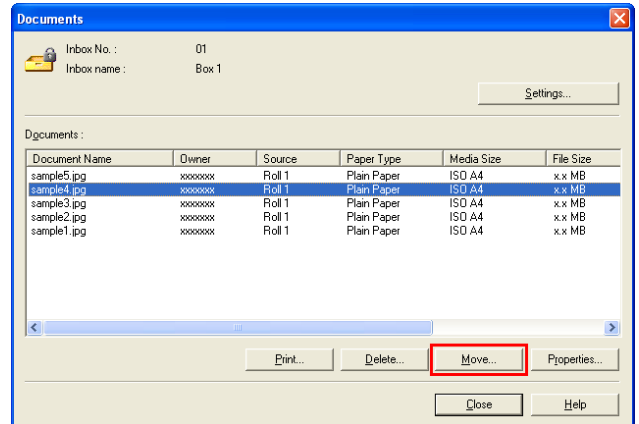 Documents
Inbox No. : 01
Inbox name : Box 1
Settings...
Documents :
Document Name Owner Source Paper Type Media Size File Size
sample5.jpg xxxxxxx Roll 1 Plain Paper ISO A4 x.x MB
sample4.jpg xxxxxxx Roll 1 Plain Paper ISO A4 x.x MB
sample3.jpg xxxxxxx Roll 1 Plain Paper ISO A4 x.x MB
sample2.jpg xxxxxxx Roll 1 Plain Paper ISO A4 x.x MB
sample1.jpg xxxxxxx Roll 1 Plain Paper ISO A4 x.x MB
Print... Delete... Move... Properties...
Close Help